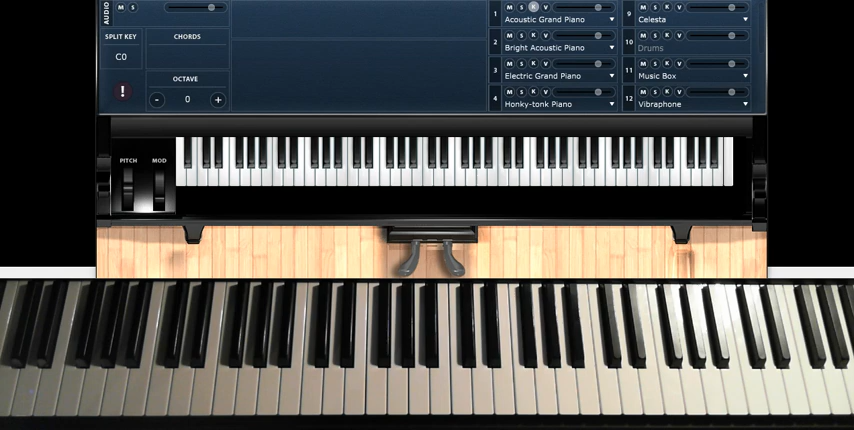 AUDIO
M S
SPLIT KEY
C0
!
CHORDS
OCTAVE
- 0 +
1 M S K V
Acoustic Grand Piano
2 M S K V
Bright Acoustic Piano
3 M S K V
Electric Grand Piano
4 M S K V
Honky-tonk Piano
9 M S K V
Celesta
10 M S K V
Drums
11 M S K V
Music Box
12 M S K V
Vibraphone
PITCH MOD